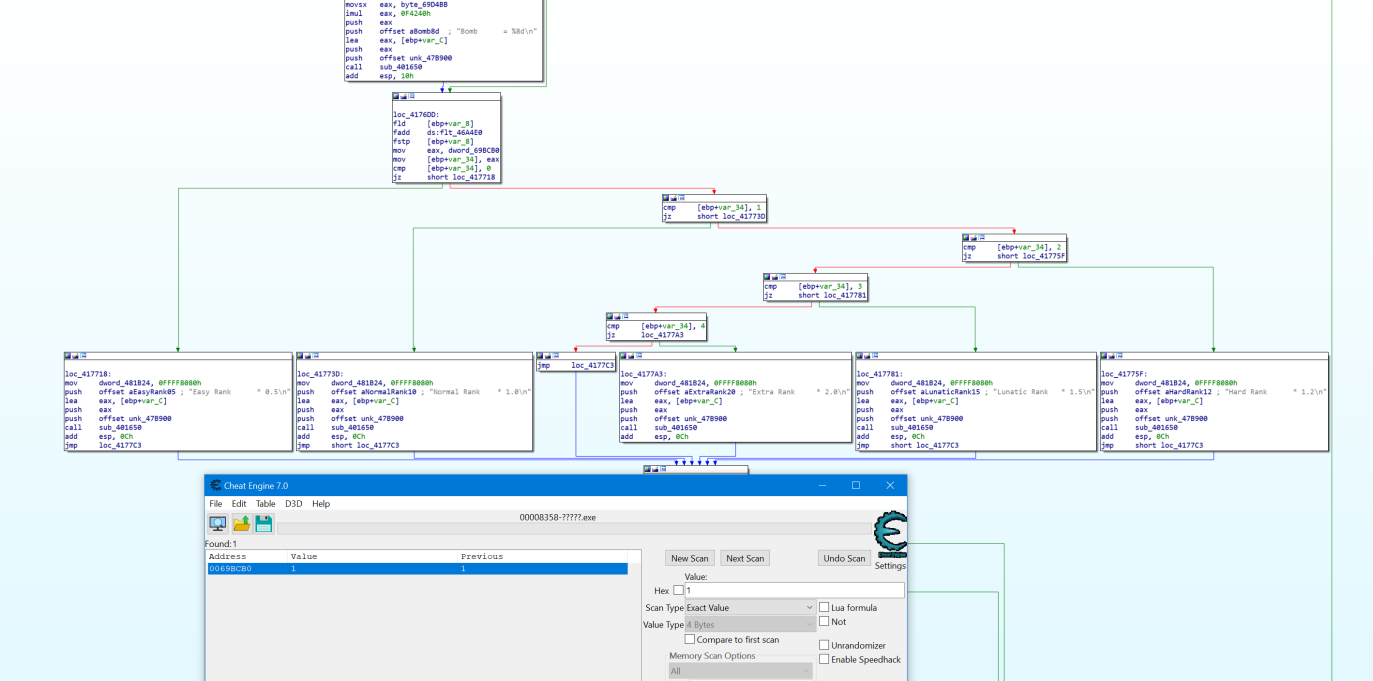 movsx eax, byte_69D4BB
imul eax, 0F4240h
push eax
push offset aBomb8d ; "Bomb = %8d\n"
lea eax, [ebp+var_C]
push eax
push offset unk_47B900
call sub_401650
add esp, 10h
loc_4176DD:
fld [ebp+var_8]
fadd ds:flt_46A4E0
fstp [ebp+var_8]
mov eax, dword_69BCB0
mov [ebp+var_34], eax
cmp [ebp+var_34], 0
jz short loc_417718
cmp [ebp+var_34], 1
jz short loc_41773D
cmp [ebp+var_34], 2
jz short loc_41775F
cmp [ebp+var_34], 3
jz short loc_417781
cmp [ebp+var_34], 4
jz loc_4177A3
loc_417718:
mov dword_481B24, 0FFFF8080h
push offset aEasyRank05 ; "Easy Rank * 0.5\n"
lea eax, [ebp+var_C]
push eax
push offset unk_47B900
call sub_401650
add esp, 0Ch
jmp loc_4177C3
loc_41773D:
mov dword_481B24, 0FFFF8080h
push offset aNormalRank10 ; "Normal Rank * 1.0\n"
lea eax, [ebp+var_C]
push eax
push offset unk_47B900
call sub_401650
add esp, 0Ch
jmp short loc_4177C3
jmp loc_4177C3
loc_4177A3:
mov dword_481B24, 0FFFF8080h
push offset aExtraRank20 ; "Extra Rank * 2.0\n"
lea eax, [ebp+var_C]
push eax
push offset unk_47B900
call sub_401650
add esp, 0Ch
loc_417781:
mov dword_481B24, 0FFFF8080h
push offset aLunaticRank15 ; "Lunatic Rank * 1.5\n"
lea eax, [ebp+var_C]
push eax
push offset unk_47B900
call sub_401650
add esp, 0Ch
jmp short loc_4177C3
loc_41775F:
mov dword_481B24, 0FFFF8080h
push offset aHardRank12 ; "Hard Rank * 1.2\n"
lea eax, [ebp+var_C]
push eax
push offset unk_47B900
call sub_401650
add esp, 0Ch
jmp short loc_4177C3
Cheat Engine 7.0
File Edit Table D3D Help
00008358-?????.exe
Found: 1
Address Value Previous
0069BCB0 1 1
New Scan Next Scan Undo Scan
Settings
Value:
Hex 1
Scan Type Exact Value
Lua formula
Value Type 4 Bytes
Not
Compare to first scan
Memory Scan Options
Unrandomizer
All
Enable Speedhack